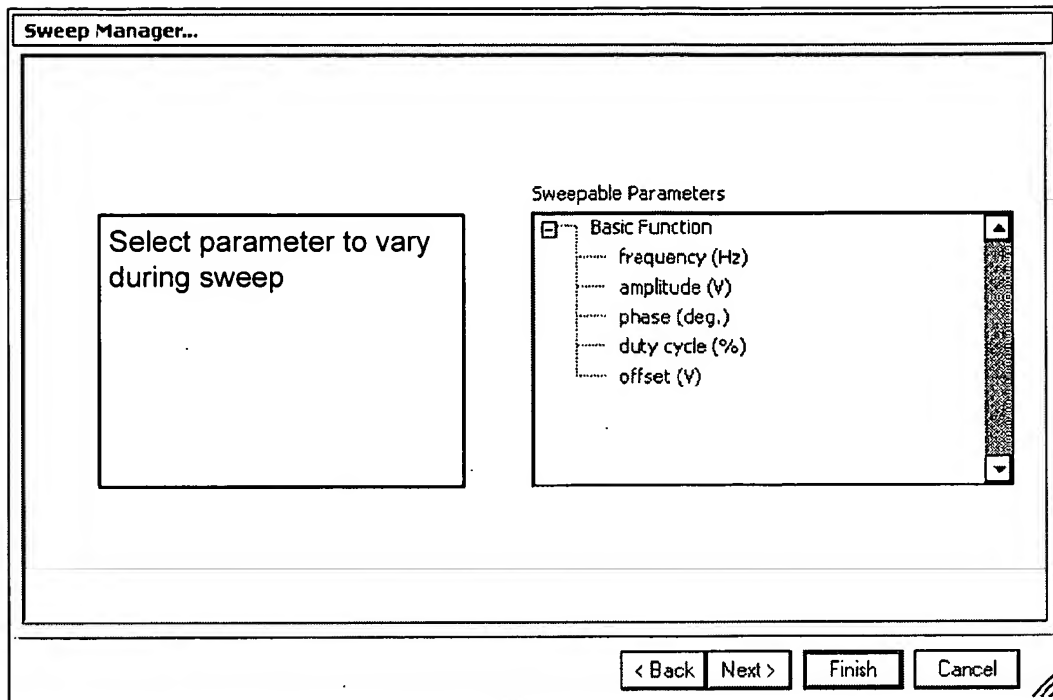 Sweep Manager...
Select parameter to vary
during sweep
Sweepable Parameters
Basic Function
frequency (Hz)
amplitude (V)
phase (deg.)
duty cycle (%)
offset (V)
< Back Next > Finish Cancel